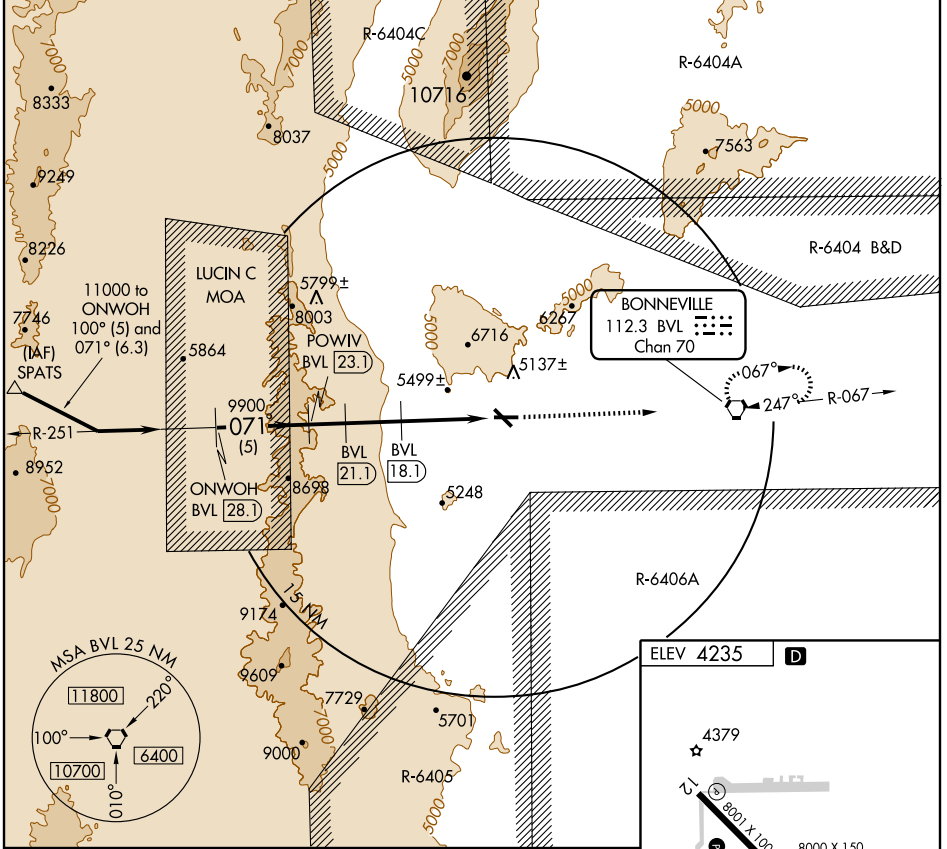 R-6404C
R-6404A
7000
7000
7000
5000
10716
8333
8037
5000
7563
5000
9249
8226
R-6404 B&D
LUCIN C
MOA
11000 to
ONWOH
100° (5) and
071° (6.3)
5799±
8003
5000
BONNEVILLE
112.3 BVL
Chan 70
7746
(IAF)
SPATS
5864
POWIV
BVL 23.1
5000
6716
6267
5137±
5499±
067°
247°
R-067
9900
071
(5)
R-251
BVL
21.1
BVL
18.1
8952
7000
ONWOH
BVL 28.1
8698
5248
R-6406A
15 NM
9174
MSA BVL 25 NM
11800
220°
100°
10700
6400
010°
9609
7729
5701
9000
7000
R-6405
5000
ELEV 4235
D
4379
12
P
8001 X 100
P
8000 X 150